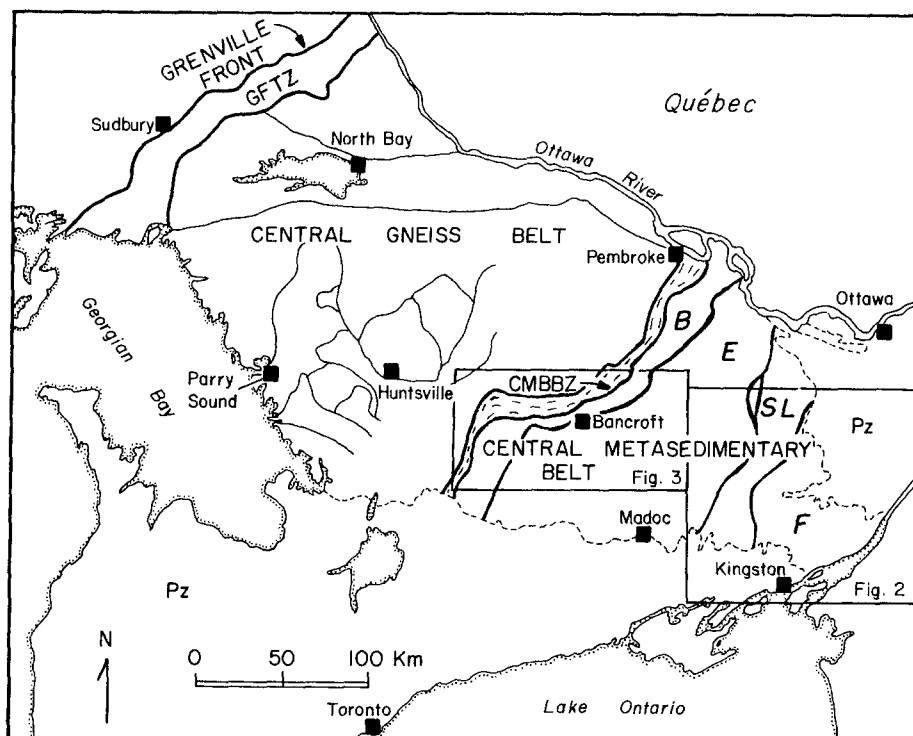 GRENVILLE
FRONT
GFTZ
Québec
Sudbury
North Bay
Ottawa
River
CENTRAL GNEISS BELT
Pembroke
Georgian
Bay
Ottawa
B
E
Parry
Sound
Huntsville
CMBBZ
SL
Bancroft
Pz
CENTRAL METASEDIMENTARY
BELT
Fig. 3
Madoc
F
Kingston
Pz
Fig. 2
N
0 50 100 Km
Toronto
Lake Ontario